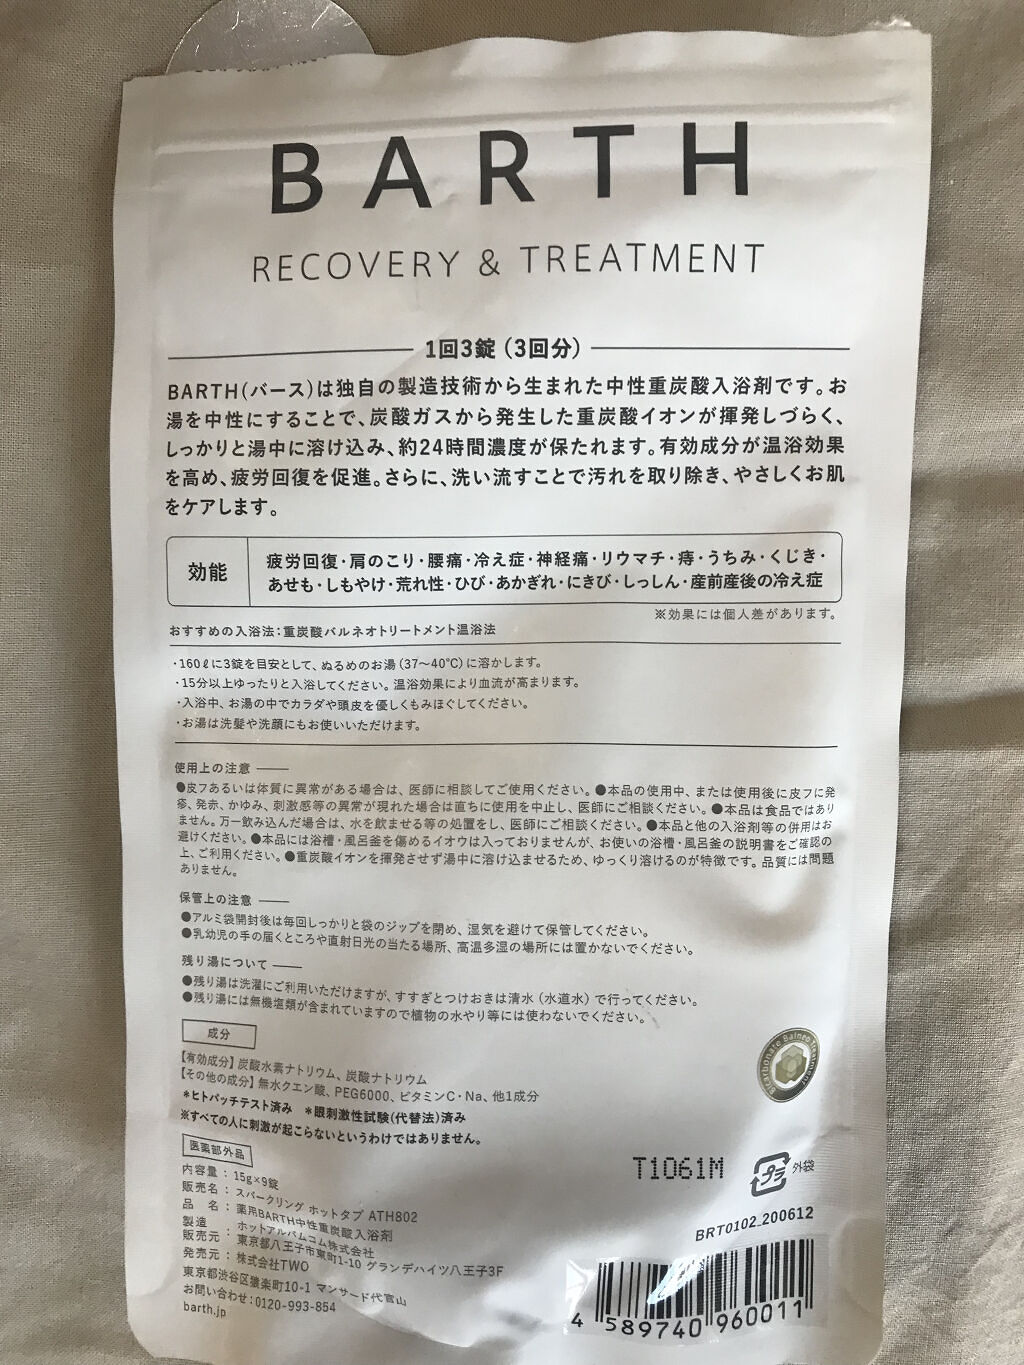 BARTH
RECOVERY & TREATMENT
1回3錠（3回分）
BARTH(バース)は独自の製造技術から生まれた中性重炭酸入浴剤です。お
湯を中性にすることで、炭酸ガスから発生した重炭酸イオンが揮発しづらく、
しっかりと湯中に溶け込み、約24時間濃度が保たれます。有効成分が温浴効果
を高め、疲労回復を促進。さらに、洗い流すことで汚れを取り除き、やさしくお肌
をケアします。
効能
疲労回復・肩のこり・腰痛・冷え症・神経痛・リウマチ・痔・うちみ・くじき・
あせも・しもやけ・荒れ性・ひび・あかぎれ・にきび・しっしん・産前産後の冷え症
※効果には個人差があります。
おすすめの入浴法：重炭酸バルネオトリートメント温浴法
・160ℓに3錠を目安として、ぬるめのお湯（37〜40℃）に溶かします。
・15分以上ゆったりと入浴してください。温浴効果により血流が高まります。
・入浴中、お湯の中でカラダや頭皮を優しくもみほぐしてください。
・お湯は洗髪や洗顔にもお使いいただけます。
使用上の注意
●皮フあるいは体質に異常がある場合は、医師に相談してご使用ください。●本品の使用中、または使用後に皮フに発
疹、発赤、かゆみ、刺激感等の異常が現れた場合は直ちに使用を中止し、医師にご相談ください。●本品は食品ではあり
ません。万一飲み込んだ場合は、水を飲ませる等の処置をし、医師にご相談ください。●本品と他の入浴剤等の併用はお
避けください。●本品には浴槽・風呂釜を傷めるイオウは入っておりませんが、お使いの浴槽・風呂釜の説明書をご確認の
上、ご利用ください。●重炭酸イオンを揮発させず湯中に溶け込ませるため、ゆっくり溶けるのが特徴です。品質には問題
ありません。
保管上の注意
●アルミ袋開封後は毎回しっかりと袋のジップを閉め、湿気を避けて保管してください。
●乳幼児の手の届くところや直射日光の当たる場所、高温多湿の場所には置かないでください。
残り湯について
●残り湯は洗濯にご利用いただけますが、すすぎとつけおきは清水（水道水）で行ってください。
●残り湯には無機塩類が含まれていますので植物の水やり等には使わないでください。
成分
【有効成分】炭酸水素ナトリウム、炭酸ナトリウム
【その他の成分】無水クエン酸、PEG6000、ビタミンC・Na、他1成分
*ヒトパッチテスト済み *眼刺激性試験(代替法)済み
※すべての人に刺激が起こらないというわけではありません。
Bicarbonate Balneo Treatment
医薬部外品
内容量：15g×9錠
販売名：スパークリング ホットタブ ATH802
品 名：薬用BARTH中性重炭酸入浴剤
製造
販売元：ホットアルバムコム株式会社
東京都八王子市東町1-10 グランデハイツ八王子3F
発売元：株式会社TWO
東京都渋谷区猿楽町10-1 マンサード代官山
お問い合わせ：0120-993-854
barth.jp
T1061M
プラ
外袋
BRT0102_200612
4 589740 960011